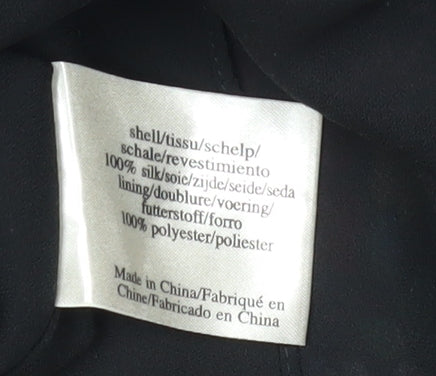 shell/tissu/schelp/
schale/revestimiento
100% silk/soie/zijde/seide/seda
lining/doublure/voering/
futterstoff/forro
100% polyester/poliester
Made in China/Fabriqué en
Chine/Fabricado en China